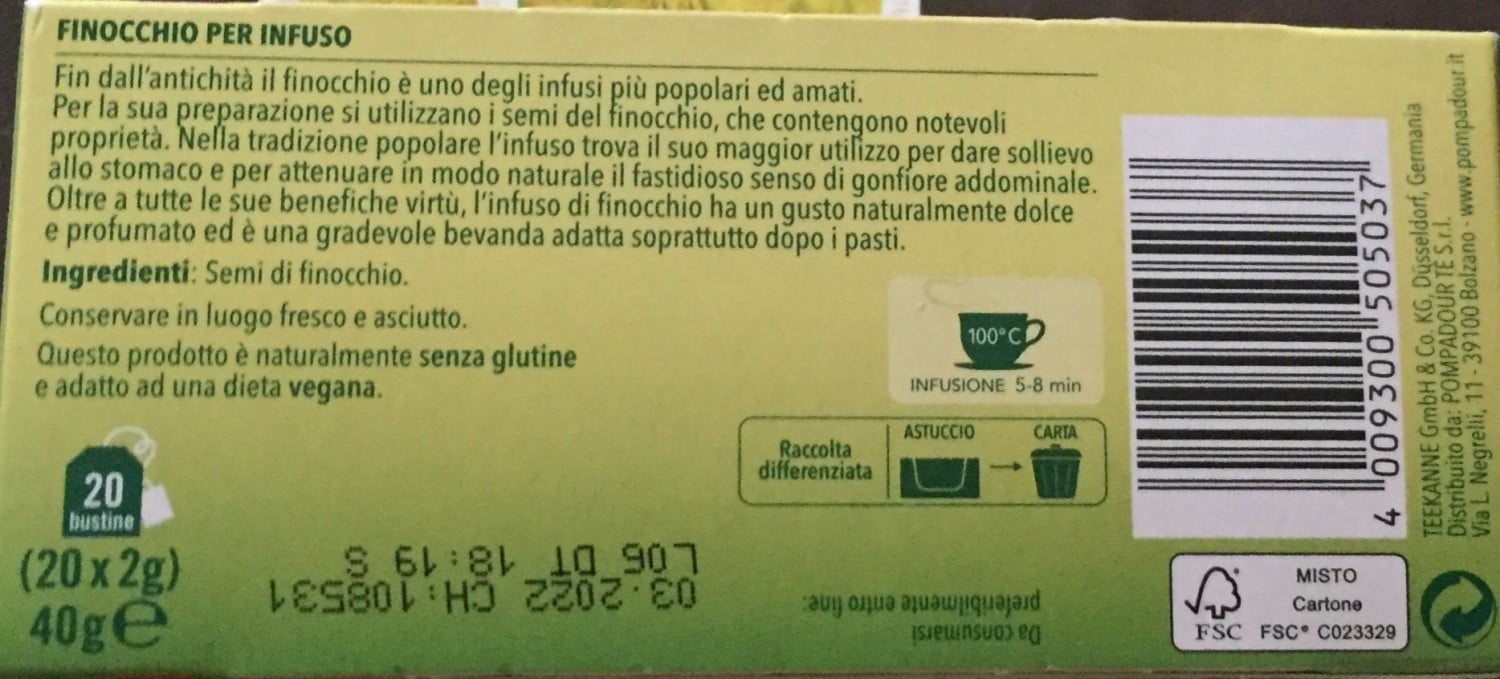 FINOCCHIO PER INFUSO
Fin dall'antichità il finocchio è uno degli infusi più popolari ed amati.
Per la sua preparazione si utilizzano i semi del finocchio, che contengono notevoli
proprietà. Nella tradizione popolare l'infuso trova il suo maggior utilizzo per dare sollievo
allo stomaco e per attenuare in modo naturale il fastidioso senso di gonfiore addominale.
Oltre a tutte le sue benefiche virtù, l'infuso di finocchio ha un gusto naturalmente dolce
e profumato ed è una gradevole bevanda adatta soprattutto dopo i pasti.
Ingredienti: Semi di finocchio.
Conservare in luogo fresco e asciutto.
Questo prodotto è naturalmente senza glutine
e adatto ad una dieta vegana.
100°C
INFUSIONE 5-8 min
Raccolta
differenziata
ASTUCCIO
CARTA
20
bustine
(20 x 2g)
40g e
Da consumarsi
preferibilmente entro fine:
03.2022 CH:108531
L06 DT 18:19 S
4 009300 505037
TEEKANNE GmbH & Co. KG, Düsseldorf, Germania
Distribuito da: POMPADOUR TÈ S.r.l.
Via L. Negrelli, 11 - 39100 Bolzano · www.pompadour.it
FSC
MISTO
Cartone
FSC® C023329